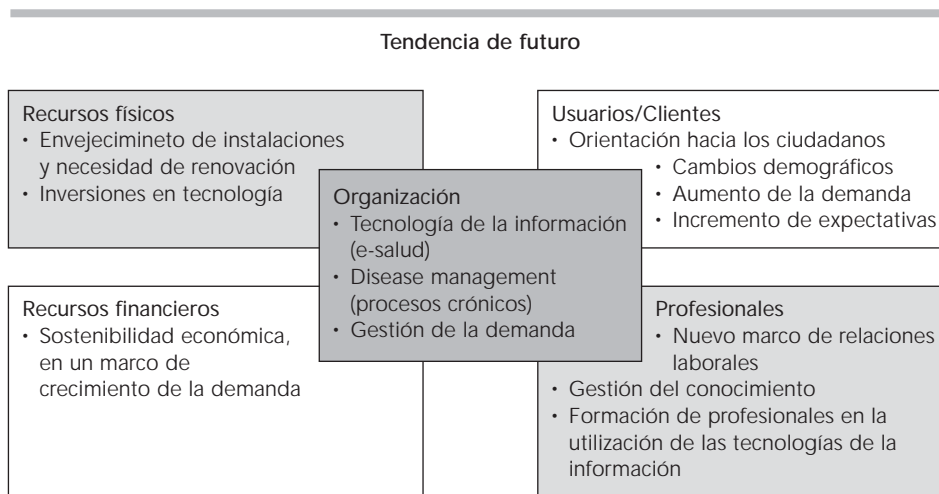 Tendencia de futuro
Recursos físicos
• Envejecimineto de instalaciones
y necesidad de renovación
• Inversiones en tecnología
Usuarios/Clientes
• Orientación hacia los ciudadanos
• Cambios demográficos
• Aumento de la demanda
• Incremento de expectativas
Organización
• Tecnología de la información
(e-salud)
• Disease management
(procesos crónicos)
• Gestión de la demanda
Recursos financieros
• Sostenibilidad económica,
en un marco de
crecimiento de la demanda
Profesionales
• Nuevo marco de relaciones
laborales
• Gestión del conocimiento
• Formación de profesionales en la
utilización de las tecnologías de la
información